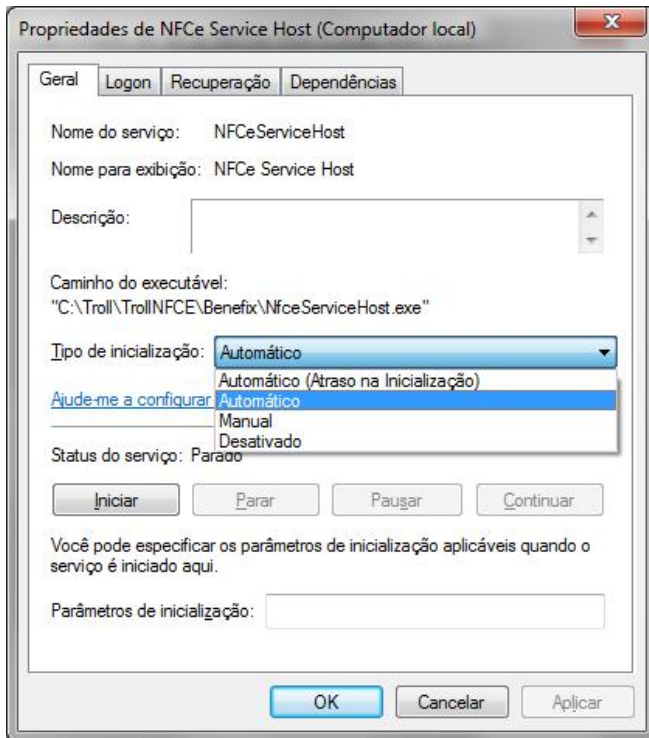 Propriedades de NFCe Service Host (Computador local)
Geral Logon Recuperação Dependências
Nome do serviço: NFCeServiceHost
Nome para exibição: NFCe Service Host
Descrição:
Caminho do executável:
"C:\Troll\TrollNFCE\Benefix\NfceServiceHost.exe"
Tipo de inicialização: Automático
Automático (Atraso na Inicialização)
Ajude-me a configurar Automático
Manual
Desativado
Status do serviço: Parado
Iniciar Parar Pausar Continuar
Você pode especificar os parâmetros de inicialização aplicáveis quando o
serviço é iniciado aqui.
Parâmetros de inicialização:
OK Cancelar Aplicar